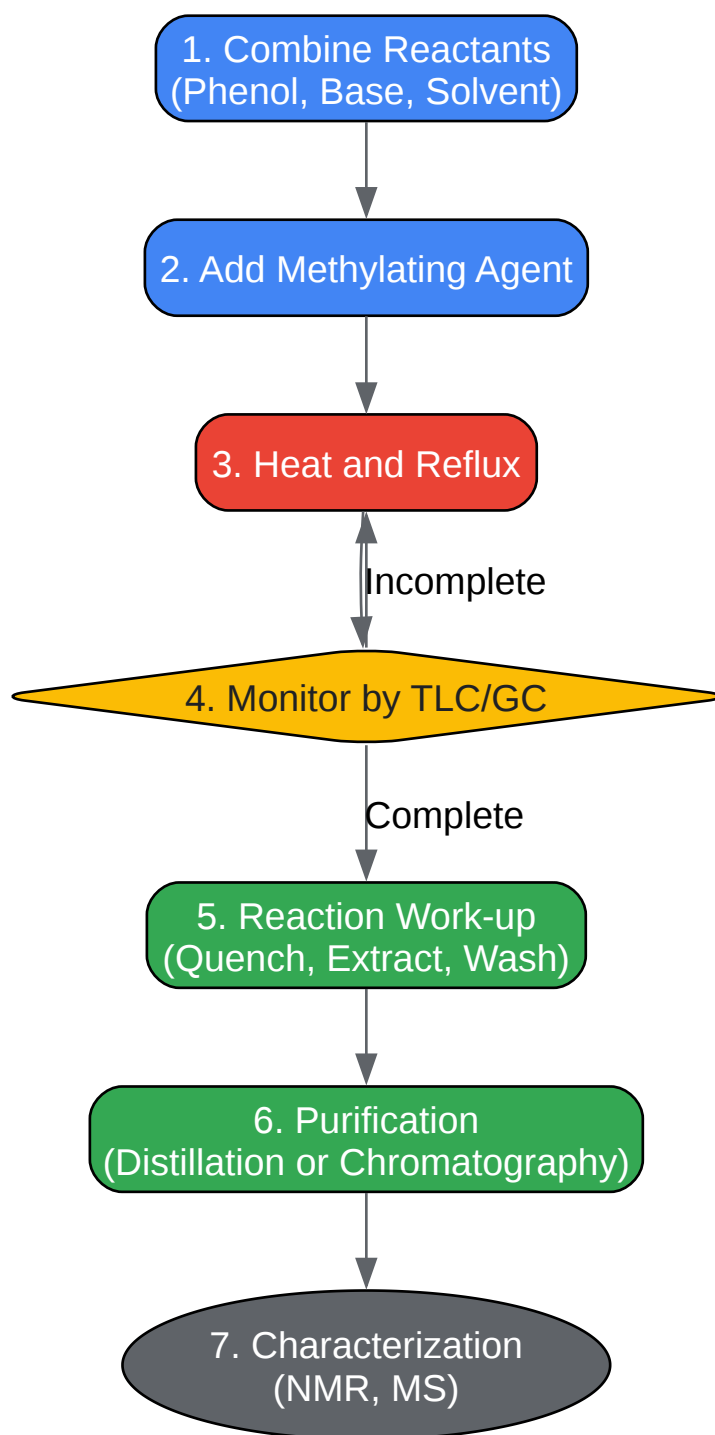 1. Combine Reactants
(Phenol, Base, Solvent)
2. Add Methylating Agent
3. Heat and Reflux
Incomplete
4. Monitor by TLC/GC
Complete
5. Reaction Work-up
(Quench, Extract, Wash)
6. Purification
(Distillation or Chromatography)
7. Characterization
(NMR, MS)